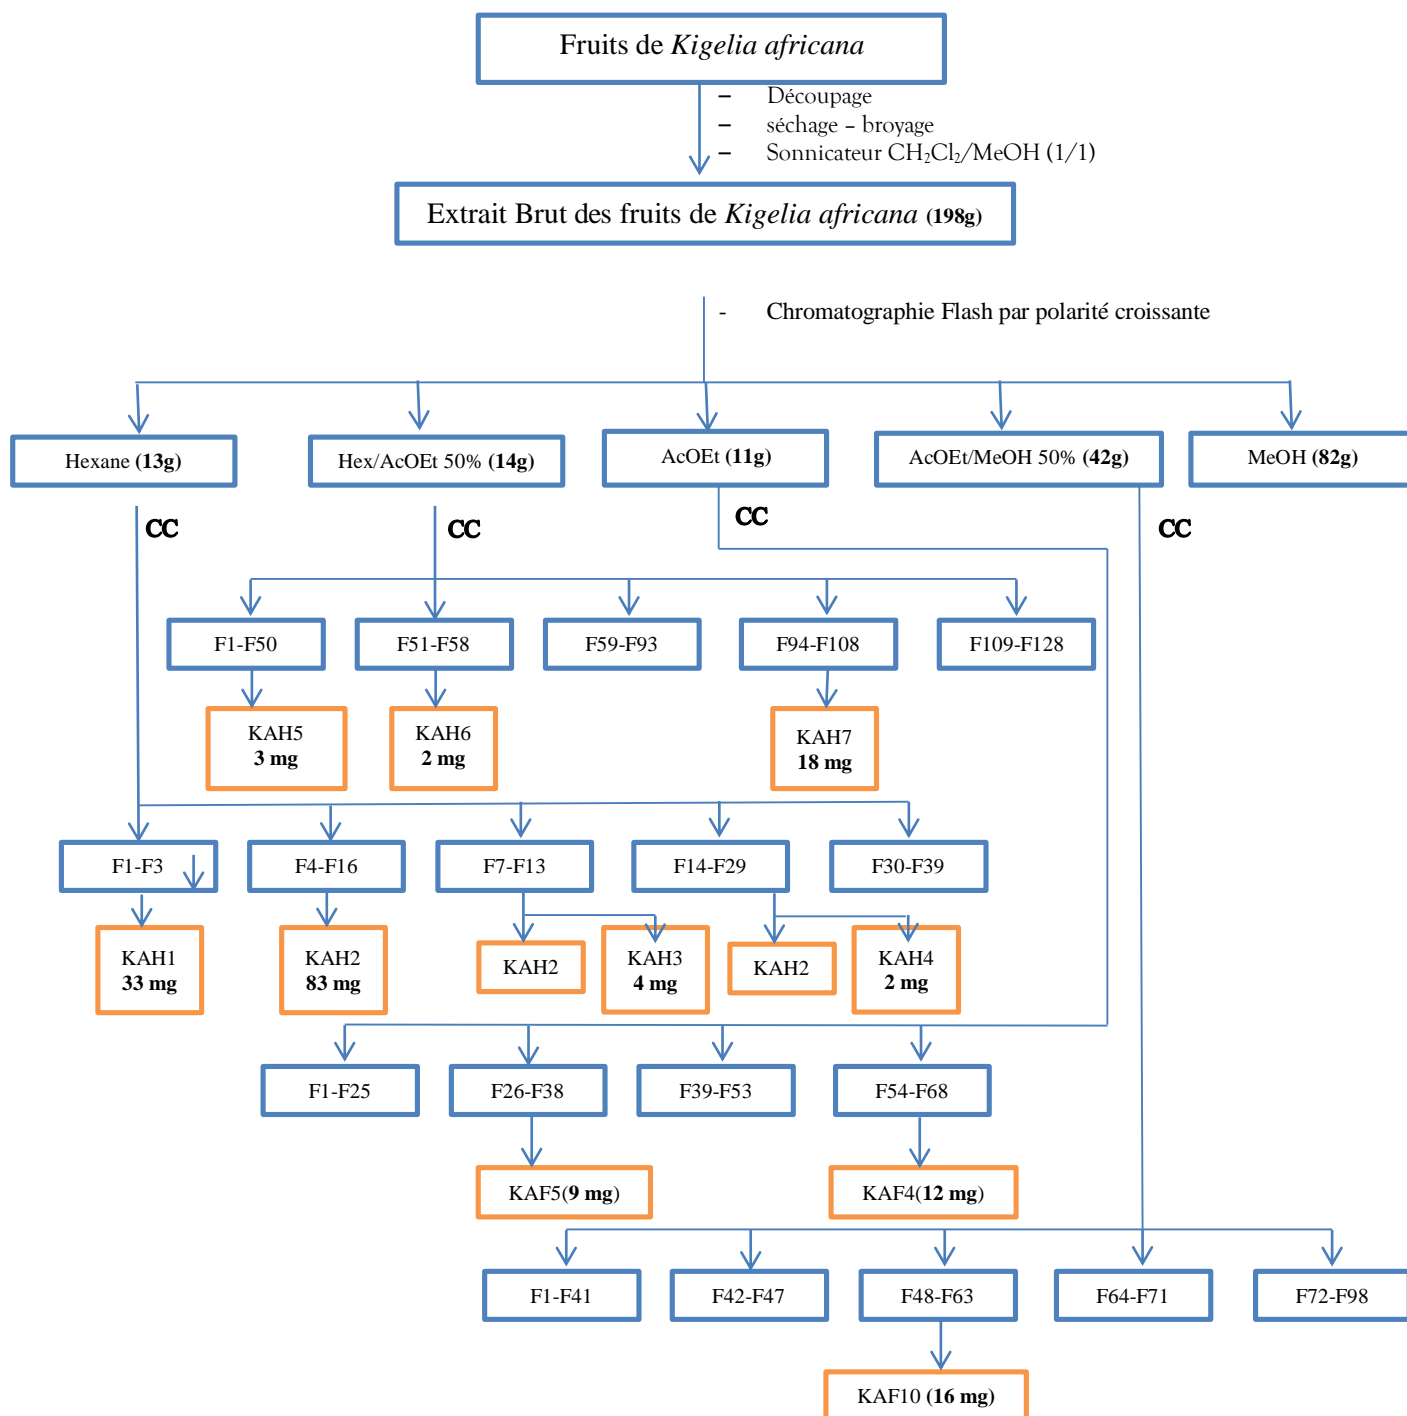 Fruits de Kigelia africana
– Découpage
– séchage – broyage
– Sonnicateur CH₂Cl₂/MeOH (1/1)
Extrait Brut des fruits de Kigelia africana (198g)
- Chromatographie Flash par polarité croissante
Hexane (13g)
Hex/AcOEt 50% (14g)
AcOEt (11g)
AcOEt/MeOH 50% (42g)
MeOH (82g)
CC
CC
CC
CC
F1-F50
F51-F58
F59-F93
F94-F108
F109-F128
KAH5
3 mg
KAH6
2 mg
KAH7
18 mg
F1-F3
F4-F16
F7-F13
F14-F29
F30-F39
KAH1
33 mg
KAH2
83 mg
KAH2
KAH3
4 mg
KAH2
KAH4
2 mg
F1-F25
F26-F38
F39-F53
F54-F68
KAF5(9 mg)
KAF4(12 mg)
F1-F41
F42-F47
F48-F63
F64-F71
F72-F98
KAF10 (16 mg)